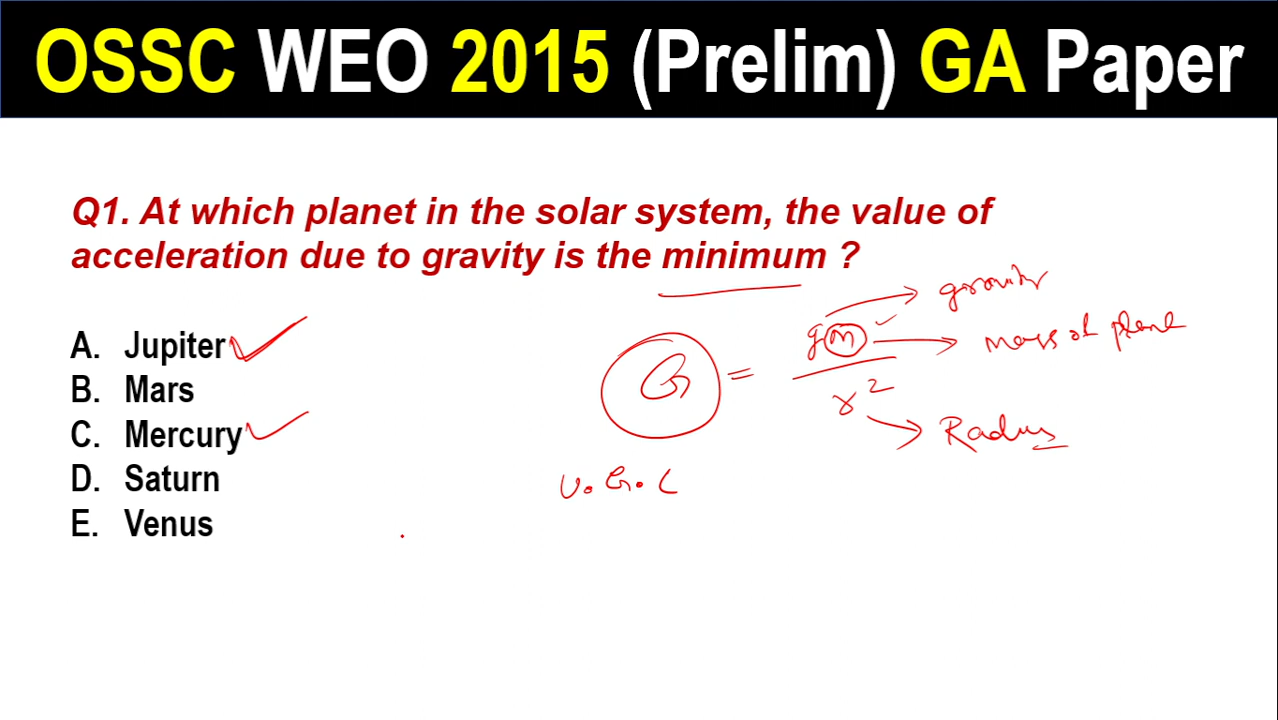 OSSC WEO 2015 (Prelim) GA Paper
Q1. At which planet in the solar system, the value of
acceleration due to gravity is the minimum ?
A. Jupiter
B. Mars
C. Mercury
D. Saturn
E. Venus
G = gm / r²
gravity
mass of plane
Radius
U.G.C